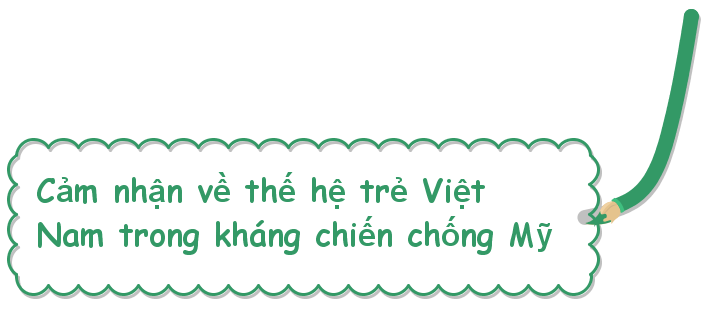 Cảm nhận về thế hệ trẻ Việt
Nam trong kháng chiến chống Mỹ